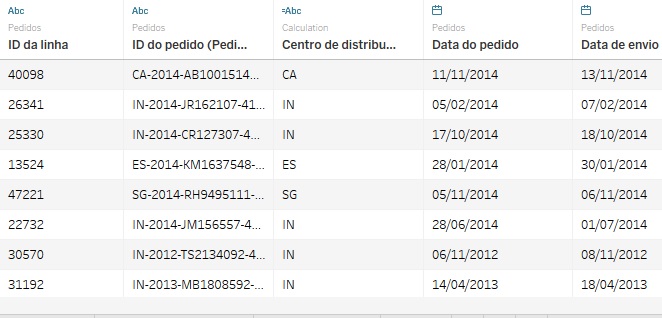 Abc Abc =Abc
Pedidos Pedidos Calculation Pedidos Pedidos
ID da linha ID do pedido (Pedi... Centro de distribu... Data do pedido Data de envio
40098 CA-2014-AB1001514... CA 11/11/2014 13/11/2014
26341 IN-2014-JR162107-41... IN 05/02/2014 07/02/2014
25330 IN-2014-CR127307-4... IN 17/10/2014 18/10/2014
13524 ES-2014-KM1637548-... ES 28/01/2014 30/01/2014
47221 SG-2014-RH9495111-... SG 05/11/2014 06/11/2014
22732 IN-2014-JM156557-4... IN 28/06/2014 01/07/2014
30570 IN-2012-TS2134092-4... IN 06/11/2012 08/11/2012
31192 IN-2013-MB1808592-... IN 14/04/2013 18/04/2013